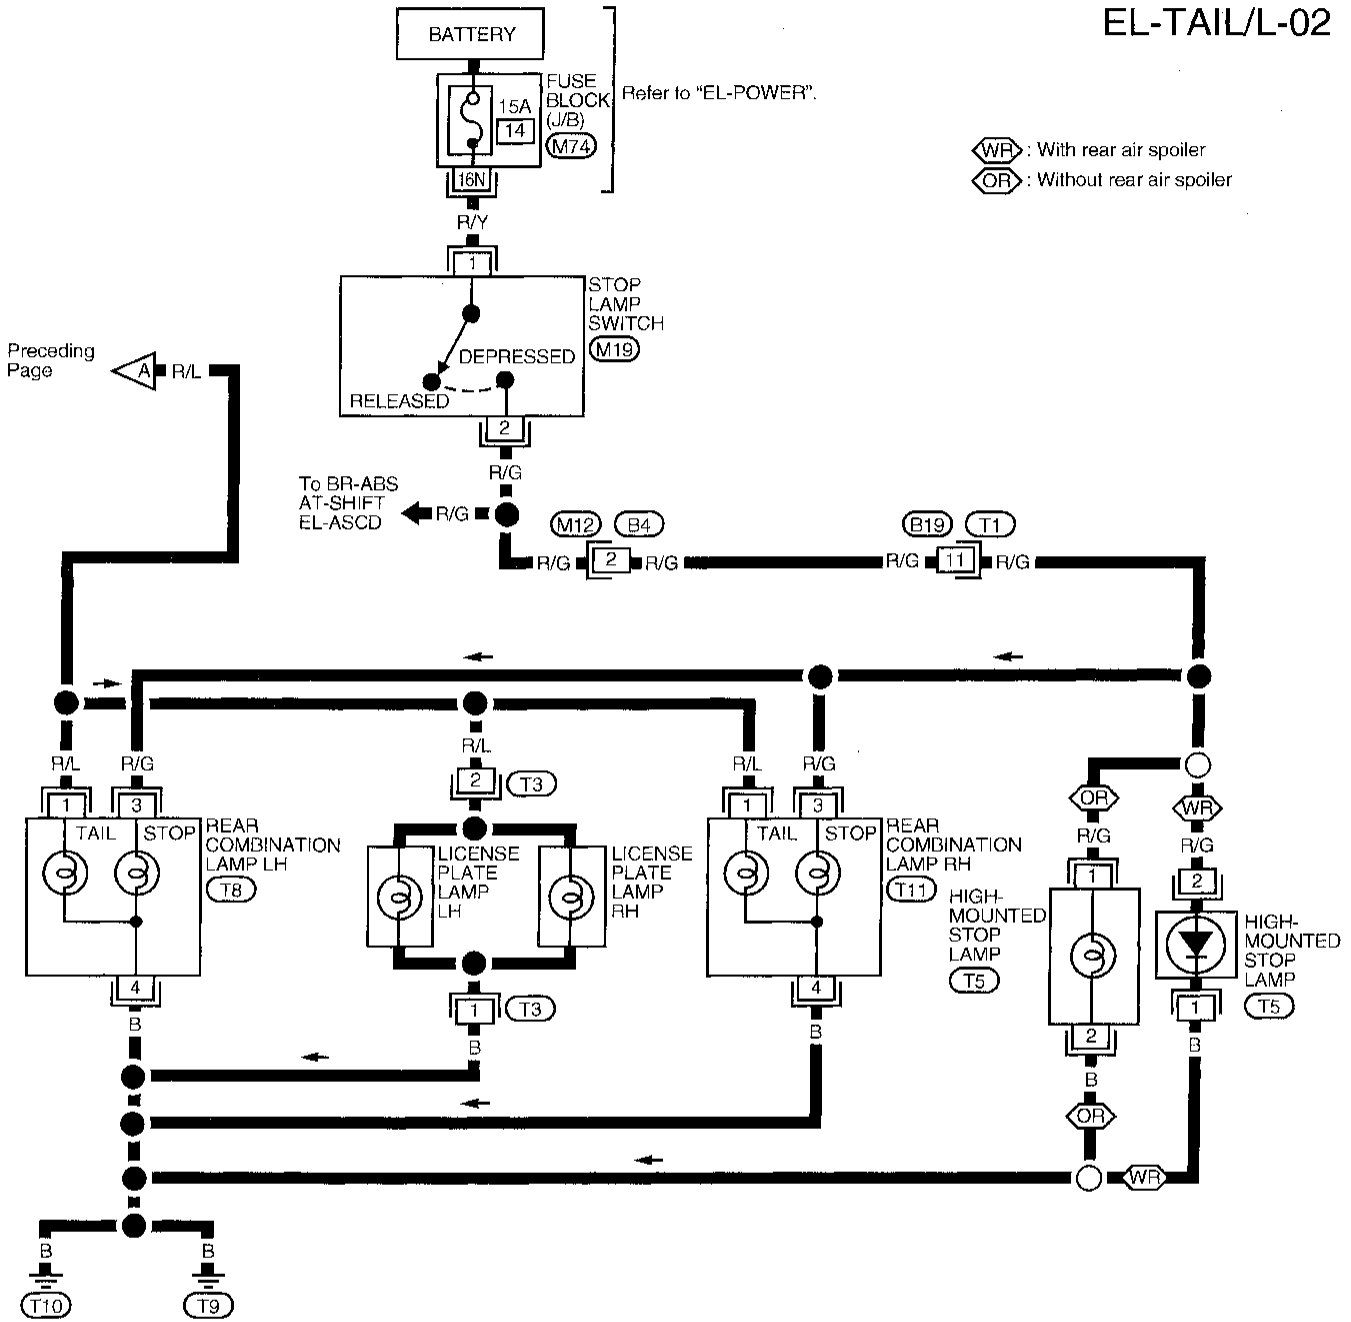 EL-TAIL/L-02
BATTERY
FUSE
BLOCK
(J/B)
M74
15A
14
Refer to "EL-POWER".
16N
R/Y
WR : With rear air spoiler
OR : Without rear air spoiler
1
STOP
LAMP
SWITCH
M19
DEPRESSED
RELEASED
2
Preceding
Page
A R/L
R/G
To BR-ABS
AT-SHIFT
EL-ASCD
R/G
M12 B4
R/G 2 R/G
B19 T1
R/G 11 R/G
R/L R/G
R/L
R/L R/G
OR
WR
R/G
R/G
1 3
2 T3
1 3
1
2
TAIL STOP
REAR
COMBINATION
LAMP LH
T8
LICENSE
PLATE
LAMP
LH
LICENSE
PLATE
LAMP
RH
TAIL STOP
REAR
COMBINATION
LAMP RH
T11
HIGH-
MOUNTED
STOP
LAMP
T5
HIGH-
MOUNTED
STOP
LAMP
T5
4
1 T3
4
2
1
B
B
B
B
B
OR
WR
B
B
T10
T9